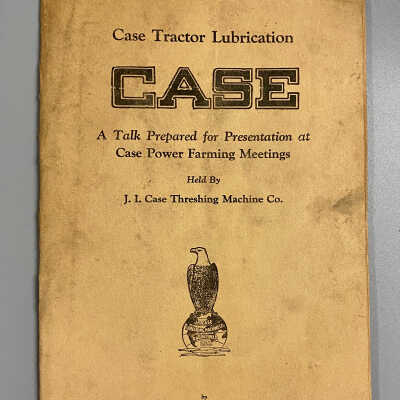 Case Tractor Lubrication
CASE
A Talk Prepared for Presentation at
Case Power Farming Meetings
Held By
J. I. Case Threshing Machine Co.
by